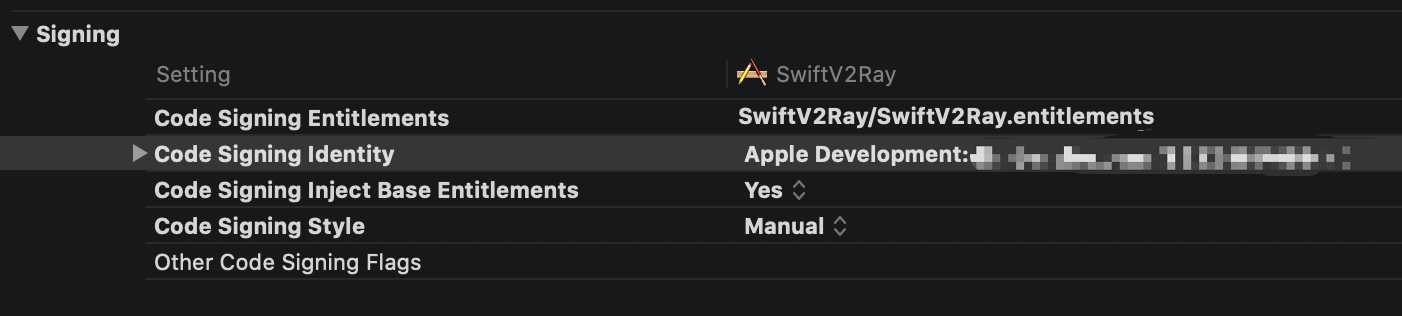 Signing
Setting SwiftV2Ray
Code Signing Entitlements SwiftV2Ray/SwiftV2Ray.entitlements
Code Signing Identity Apple Development:
Code Signing Inject Base Entitlements Yes
Code Signing Style Manual
Other Code Signing Flags